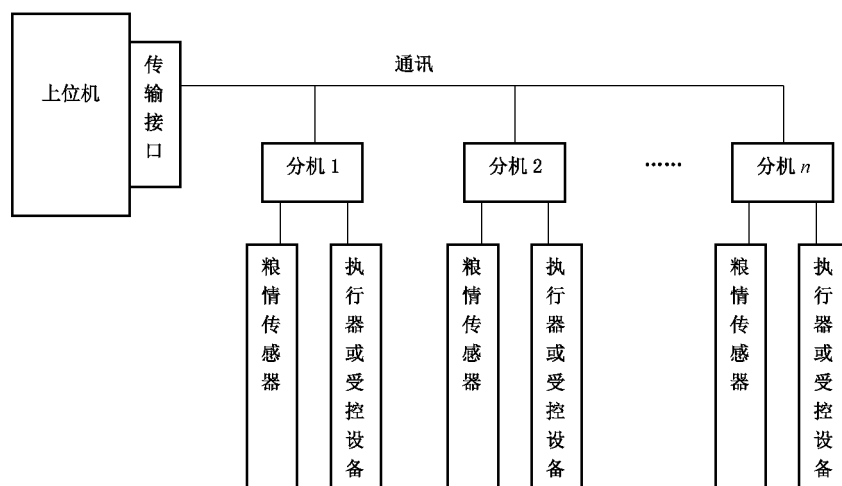 上位机
传输接口
通讯
分机 1
分机 2
……
分机 n
粮情传感器
执行器或受控设备
粮情传感器
执行器或受控设备
粮情传感器
执行器或受控设备